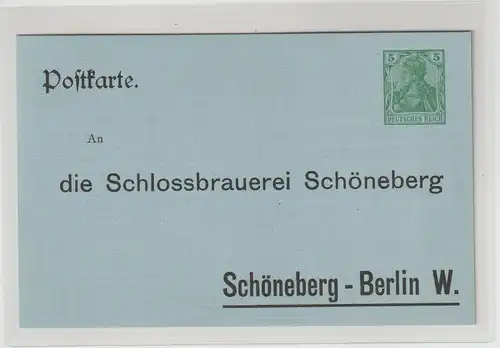 5 5
DEUTSCHES REICH
Postkarte.
An
die Schlossbrauerei Schöneberg
Schöneberg - Berlin W.